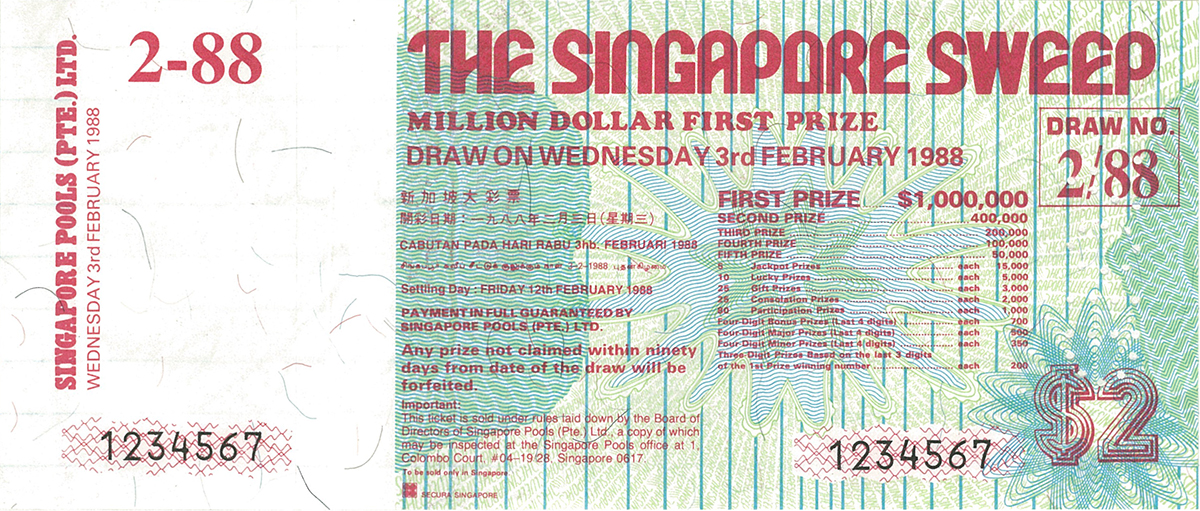 SINGAPORE POOLS (PTE.) LTD.
WEDNESDAY 3rd FEBRUARY 1988
2-88
1234567
THE SINGAPORE SWEEP
MILLION DOLLAR FIRST PRIZE
DRAW ON WEDNESDAY 3rd FEBRUARY 1988
DRAW NO.
2/88
新加坡大彩票
開彩日期：一九八八年二月三日(星期三)
CABUTAN PADA HARI RABU 3hb. FEBRUARI 1988
சிங்கப்பூர் சுவீப் சீட்டுக் குலுக்கும் நாள் 3-2-1988 புதன்கிழமை
Settling Day : FRIDAY 12th FEBRUARY 1988
PAYMENT IN FULL GUARANTEED BY
SINGAPORE POOLS (PTE.) LTD.
Any prize not claimed within ninety
days from date of the draw will be
forfeited.
Important:
This ticket is sold under rules laid down by the Board of
Directors of Singapore Pools (Pte.) Ltd., a copy of which
may be inspected at the Singapore Pools office at 1,
Colombo Court, #04-19/28, Singapore 0617.
To be sold only in Singapore
SECURA SINGAPORE
FIRST PRIZE $1,000,000
SECOND PRIZE 400,000
THIRD PRIZE 200,000
FOURTH PRIZE 100,000
FIFTH PRIZE 50,000
5 Jackpot Prizes each 15,000
10 Lucky Prizes each 5,000
25 Gift Prizes each 3,000
25 Consolation Prizes each 2,000
90 Participation Prizes each 1,000
Four-Digit Bonus Prizes (Last 4 digits) each 700
Four-Digit Major Prizes (Last 4 digits) each 500
Four-Digit Minor Prizes (Last 4 digits) each 350
Three Digit Prizes Based on the last 3 digits
of the 1st Prize winning number each 200
1234567
$2